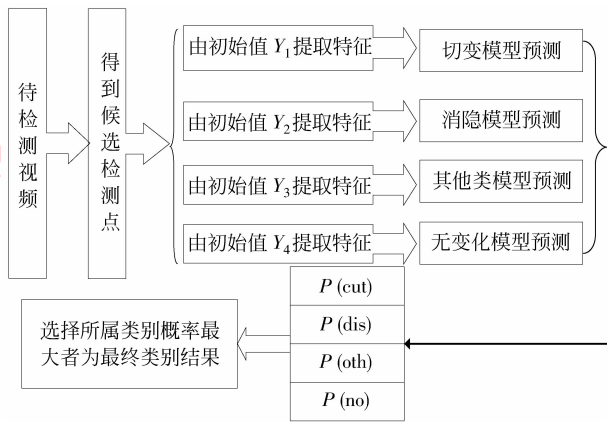 待检测视频
得到候选检测点
由初始值 Y1 提取特征
切变模型预测
由初始值 Y2 提取特征
消隐模型预测
由初始值 Y3 提取特征
其他类模型预测
由初始值 Y4 提取特征
无变化模型预测
P (cut)
P (dis)
P (oth)
P (no)
选择所属类别概率最
大者为最终类别结果